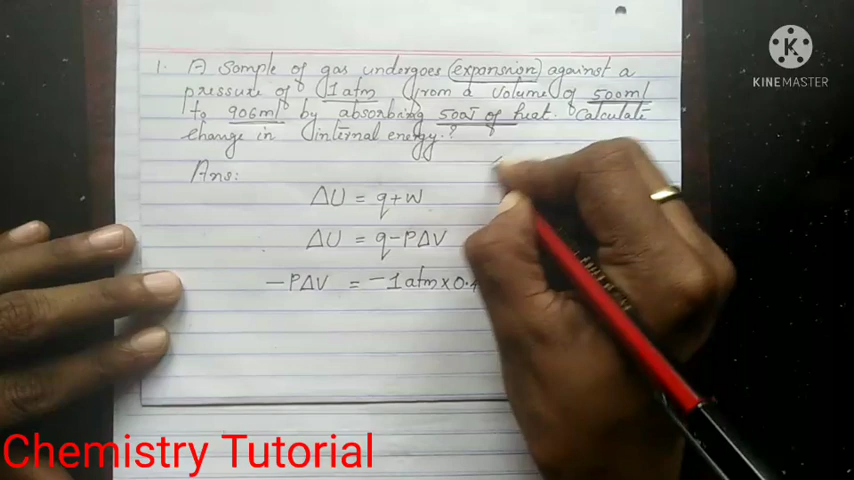 K
KINEMASTER
1. A Sample of gas undergoes expansion against a
pressure of 1 atm from a volume of 500ml
to 906ml by absorbing 500J of heat. Calculate
change in internal energy.?
Ans:
ΔU = q+w
ΔU = q-PΔV
-PΔV = -1 atm × 0.4
Chemistry Tutorial